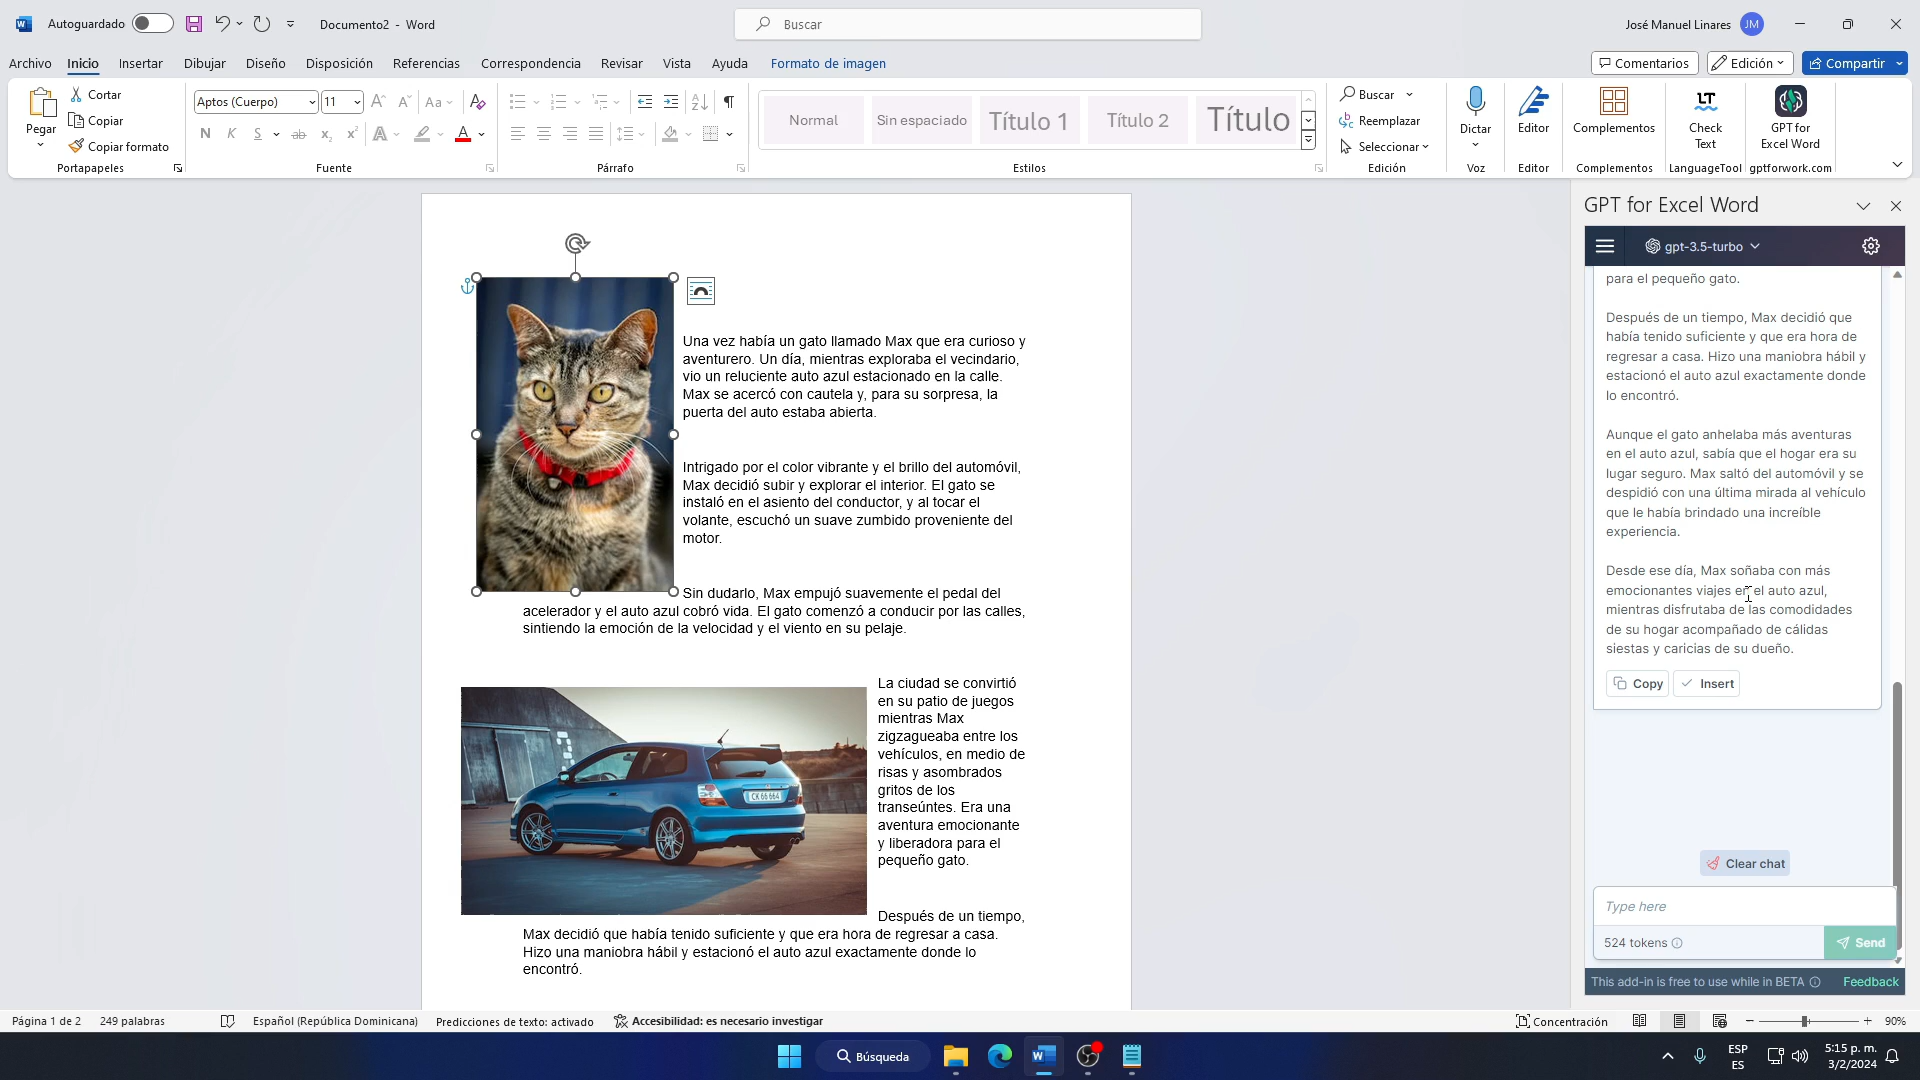 Autoguardado
Documento2 - Word
Buscar
José Manuel Linares
JM
Archivo
Inicio
Insertar
Dibujar
Diseño
Disposición
Referencias
Correspondencia
Revisar
Vista
Ayuda
Formato de imagen
Comentarios
Edición
Compartir
Pegar
Cortar
Copiar
Copiar formato
Portapapeles
Aptos (Cuerpo)
11
Aa
N K S ab x₂ x²
Fuente
Párrafo
Normal
Sin espaciado
Título 1
Título 2
Título
Estilos
Buscar
Reemplazar
Seleccionar
Edición
Dictar
Voz
Editor
Editor
Complementos
Complementos
LT
Check
Text
LanguageTool
GPT for
Excel Word
gptforwork.com
Una vez había un gato llamado Max que era curioso y
aventurero. Un día, mientras exploraba el vecindario,
vio un reluciente auto azul estacionado en la calle.
Max se acercó con cautela y, para su sorpresa, la
puerta del auto estaba abierta.
Intrigado por el color vibrante y el brillo del automóvil,
Max decidió subir y explorar el interior. El gato se
instaló en el asiento del conductor, y al tocar el
volante, escuchó un suave zumbido proveniente del
motor.
Sin dudarlo, Max empujó suavemente el pedal del
acelerador y el auto azul cobró vida. El gato comenzó a conducir por las calles,
sintiendo la emoción de la velocidad y el viento en su pelaje.
CK 66 664
La ciudad se convirtió
en su patio de juegos
mientras Max
zigzagueaba entre los
vehículos, en medio de
risas y asombrados
gritos de los
transeúntes. Era una
aventura emocionante
y liberadora para el
pequeño gato.
Después de un tiempo,
Max decidió que había tenido suficiente y que era hora de regresar a casa.
Hizo una maniobra hábil y estacionó el auto azul exactamente donde lo
encontró.
GPT for Excel Word
gpt-3.5-turbo
para el pequeño gato.
Después de un tiempo, Max decidió que
había tenido suficiente y que era hora de
regresar a casa. Hizo una maniobra hábil y
estacionó el auto azul exactamente donde
lo encontró.
Aunque el gato anhelaba más aventuras
en el auto azul, sabía que el hogar era su
lugar seguro. Max saltó del automóvil y se
despidió con una última mirada al vehículo
que le había brindado una increíble
experiencia.
Desde ese día, Max soñaba con más
emocionantes viajes en el auto azul,
mientras disfrutaba de las comodidades
de su hogar acompañado de cálidas
siestas y caricias de su dueño.
Copy
Insert
Clear chat
Type here
524 tokens
Send
This add-in is free to use while in BETA
Feedback
Página 1 de 2
249 palabras
Español (República Dominicana)
Predicciones de texto: activado
Accesibilidad: es necesario investigar
Concentración
90%
Búsqueda
ESP
ES
5:15 p. m.
3/2/2024